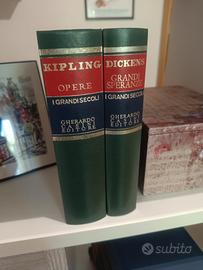 KIPLING
OPERE
I GRANDI SECOLI
GHERARDO
CASINI
EDITORE
DICKENS
GRANDI
SPERANZE
I GRANDI SECOLI
GHERARDO
CASINI
EDITORE
subito